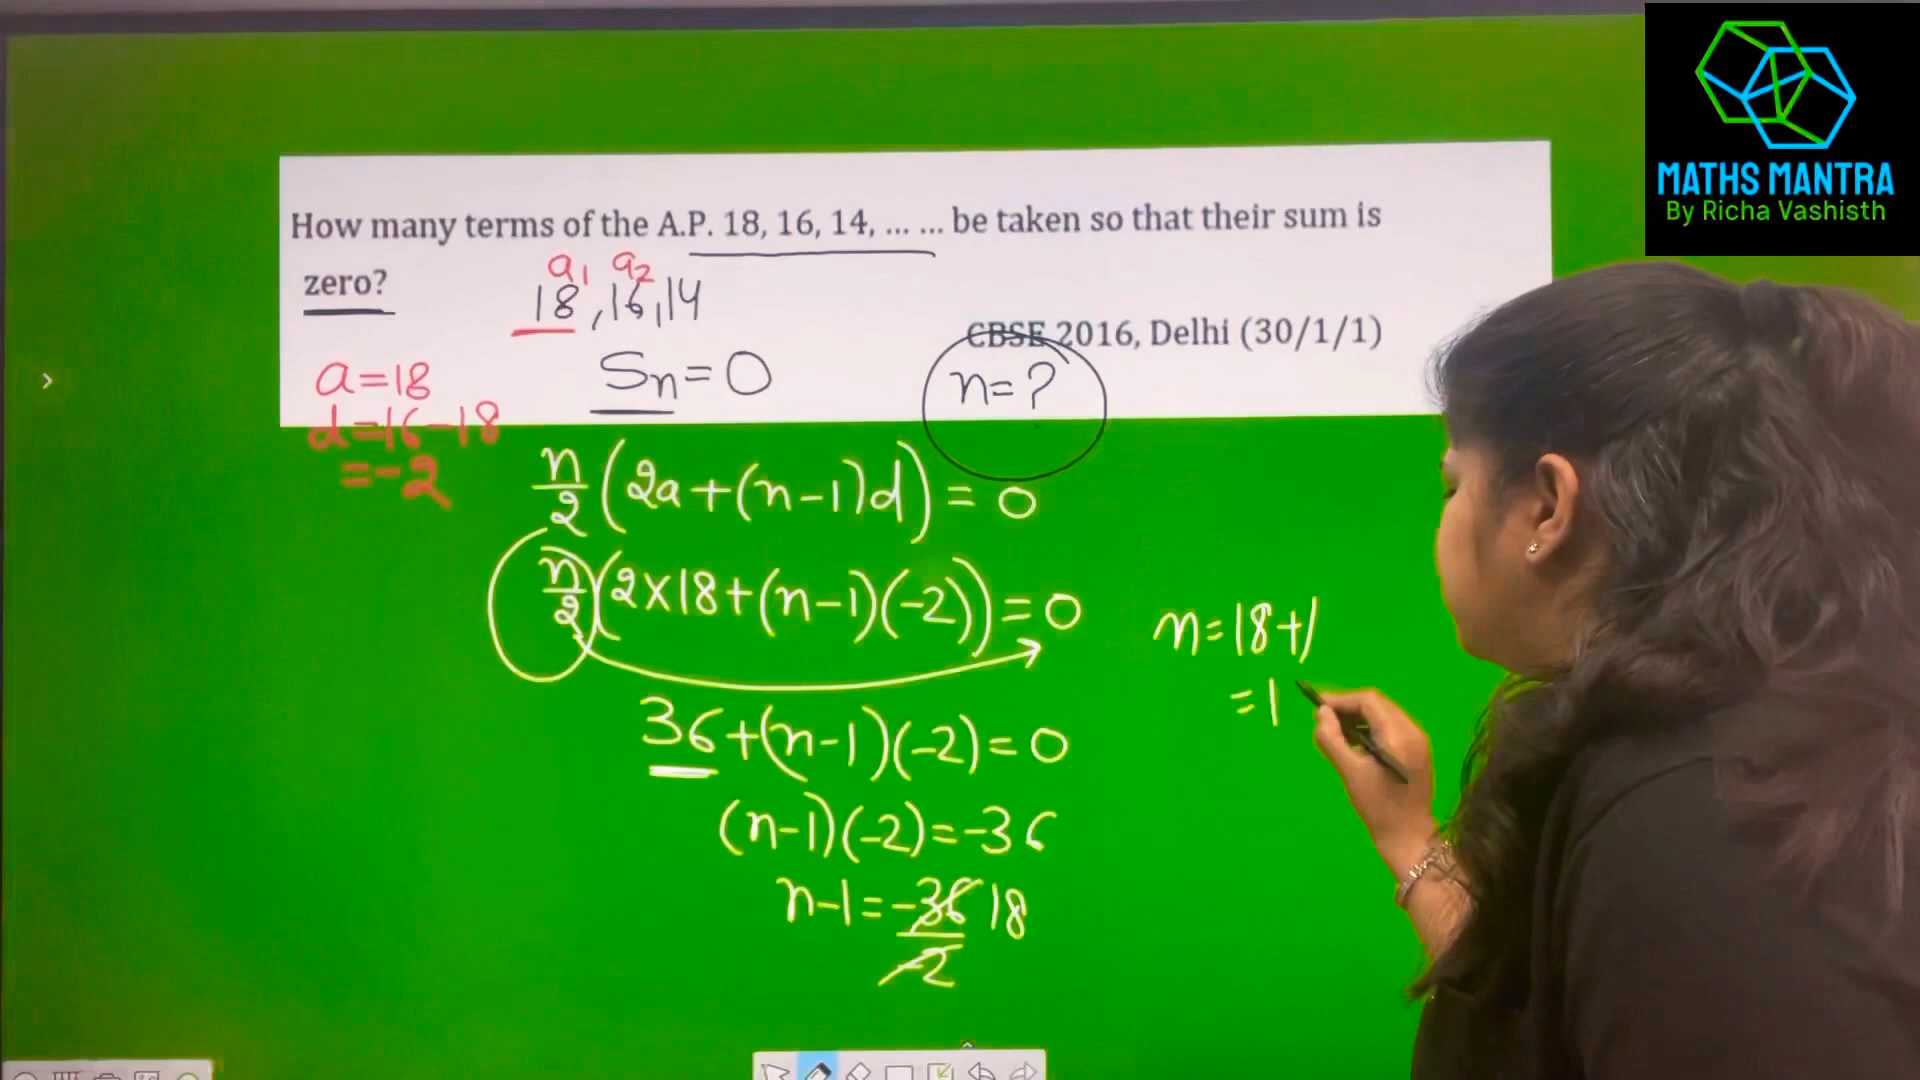 MATHS MANTRA
By Richa Vashisth
How many terms of the A.P. 18, 16, 14, ... ... be taken so that their sum is
zero?
a1 a2
18, 16, 14
CBSE 2016, Delhi (30/1/1)
a=18
Sn=0
n=?
d=16-18
=-2
n/2 (2a+(n-1)d) = 0
n/2 (2×18+(n-1)(-2)) = 0
36+(n-1)(-2)=0
(n-1)(-2)=-36
n-1=-36/-2 18
n=18+1
=1